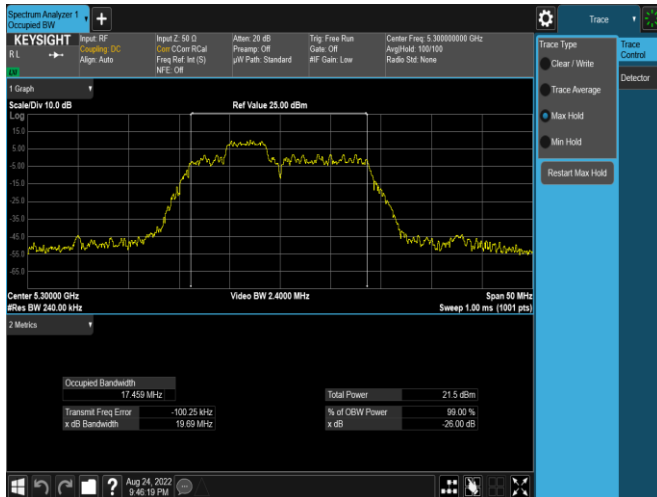 Spectrum Analyzer 1
Occupied BW
Trace
KEYSIGHT
Input: RF
Input Z: 50 Ω
Atten: 20 dB
Trig: Free Run
Center Freq: 5.300000000 GHz
R L
Coupling: DC
Corr CCorr RCal
Preamp: Off
Gate: Off
Avg|Hold: 100/100
Align: Auto
Freq Ref: Int (S)
µW Path: Standard
#IF Gain: Low
Radio Std: None
NFE: Off
1 Graph
Scale/Div 10.0 dB
Ref Value 25.00 dBm
Log
15.0
5.00
-5.00
-15.0
-25.0
-35.0
-45.0
-55.0
-65.0
Center 5.30000 GHz
Video BW 2.4000 MHz
Span 50 MHz
#Res BW 240.00 kHz
Sweep 1.00 ms (1001 pts)
2 Metrics
Occupied Bandwidth
17.459 MHz
Total Power
21.5 dBm
Transmit Freq Error
-100.25 kHz
% of OBW Power
99.00 %
x dB Bandwidth
19.69 MHz
x dB
-26.00 dB
Trace Type
Clear / Write
Trace Average
Max Hold
Min Hold
Restart Max Hold
Trace
Control
Detector
Aug 24, 2022
9:46:19 PM